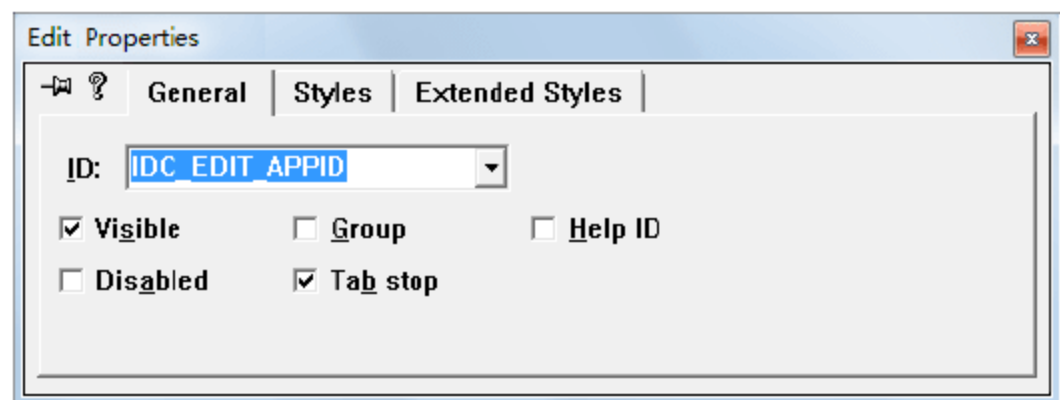 Edit Properties
? General Styles Extended Styles
ID: IDC_EDIT_APPID
Visible Group Help ID
Disabled Tab stop